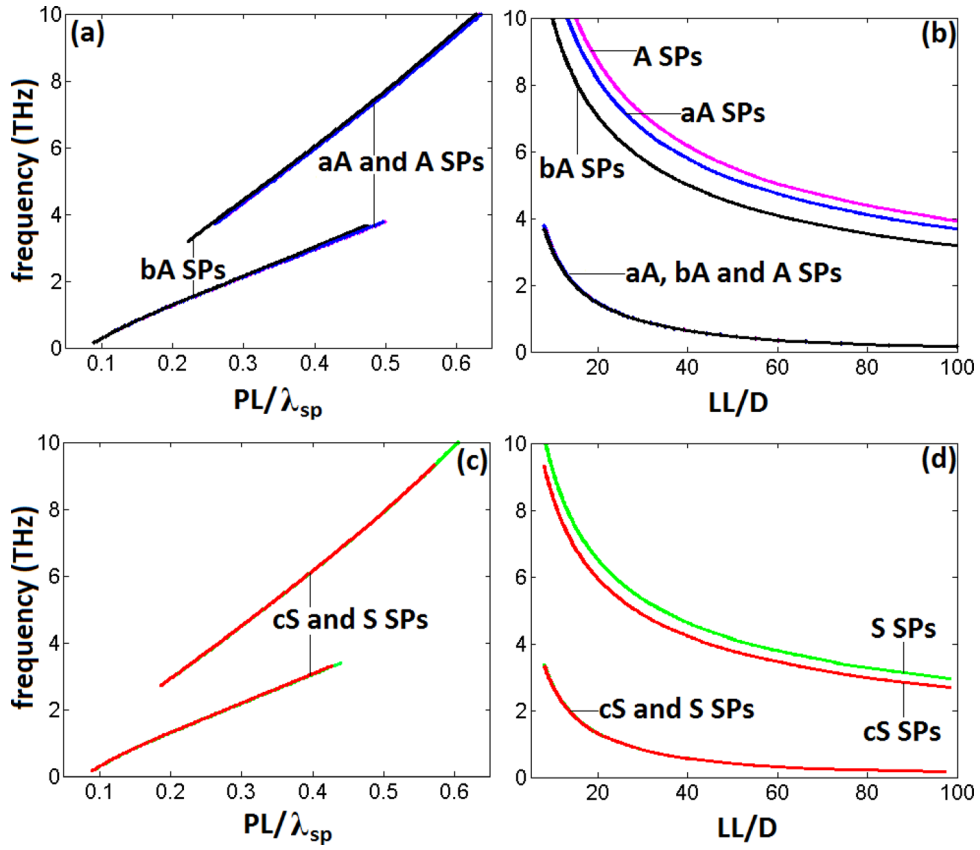 (a)
10
8
6
4
2
0
frequency (THz)
aA and A SPs
bA SPs
0.1 0.2 0.3 0.4 0.5 0.6
PL/λsp
(b)
10
8
6
4
2
0
A SPs
aA SPs
bA SPs
aA, bA and A SPs
20 40 60 80 100
LL/D
(c)
10
8
6
4
2
0
frequency (THz)
cS and S SPs
0.1 0.2 0.3 0.4 0.5 0.6
PL/λsp
(d)
10
8
6
4
2
0
S SPs
cS and S SPs
cS SPs
20 40 60 80 100
LL/D